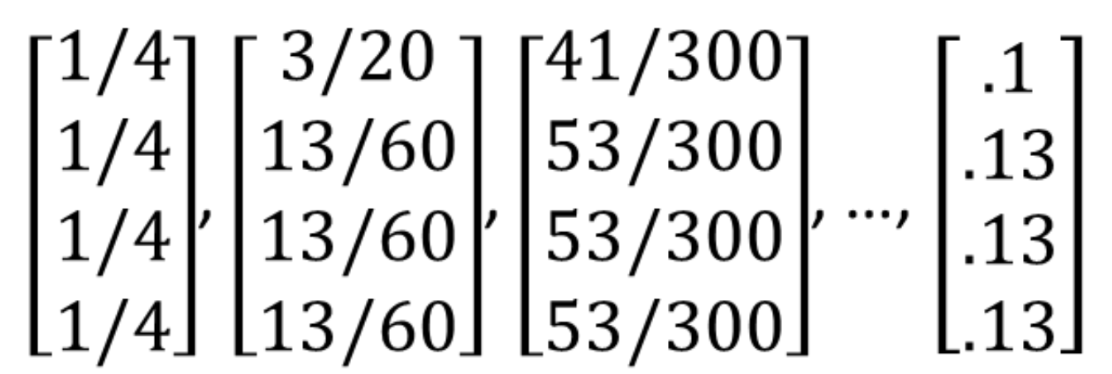 1/4 3/20 41/300 .1
1/4 13/60 53/300 .13
1/4 , 13/60 , 53/300 , ..., .13
1/4 13/60 53/300 .13